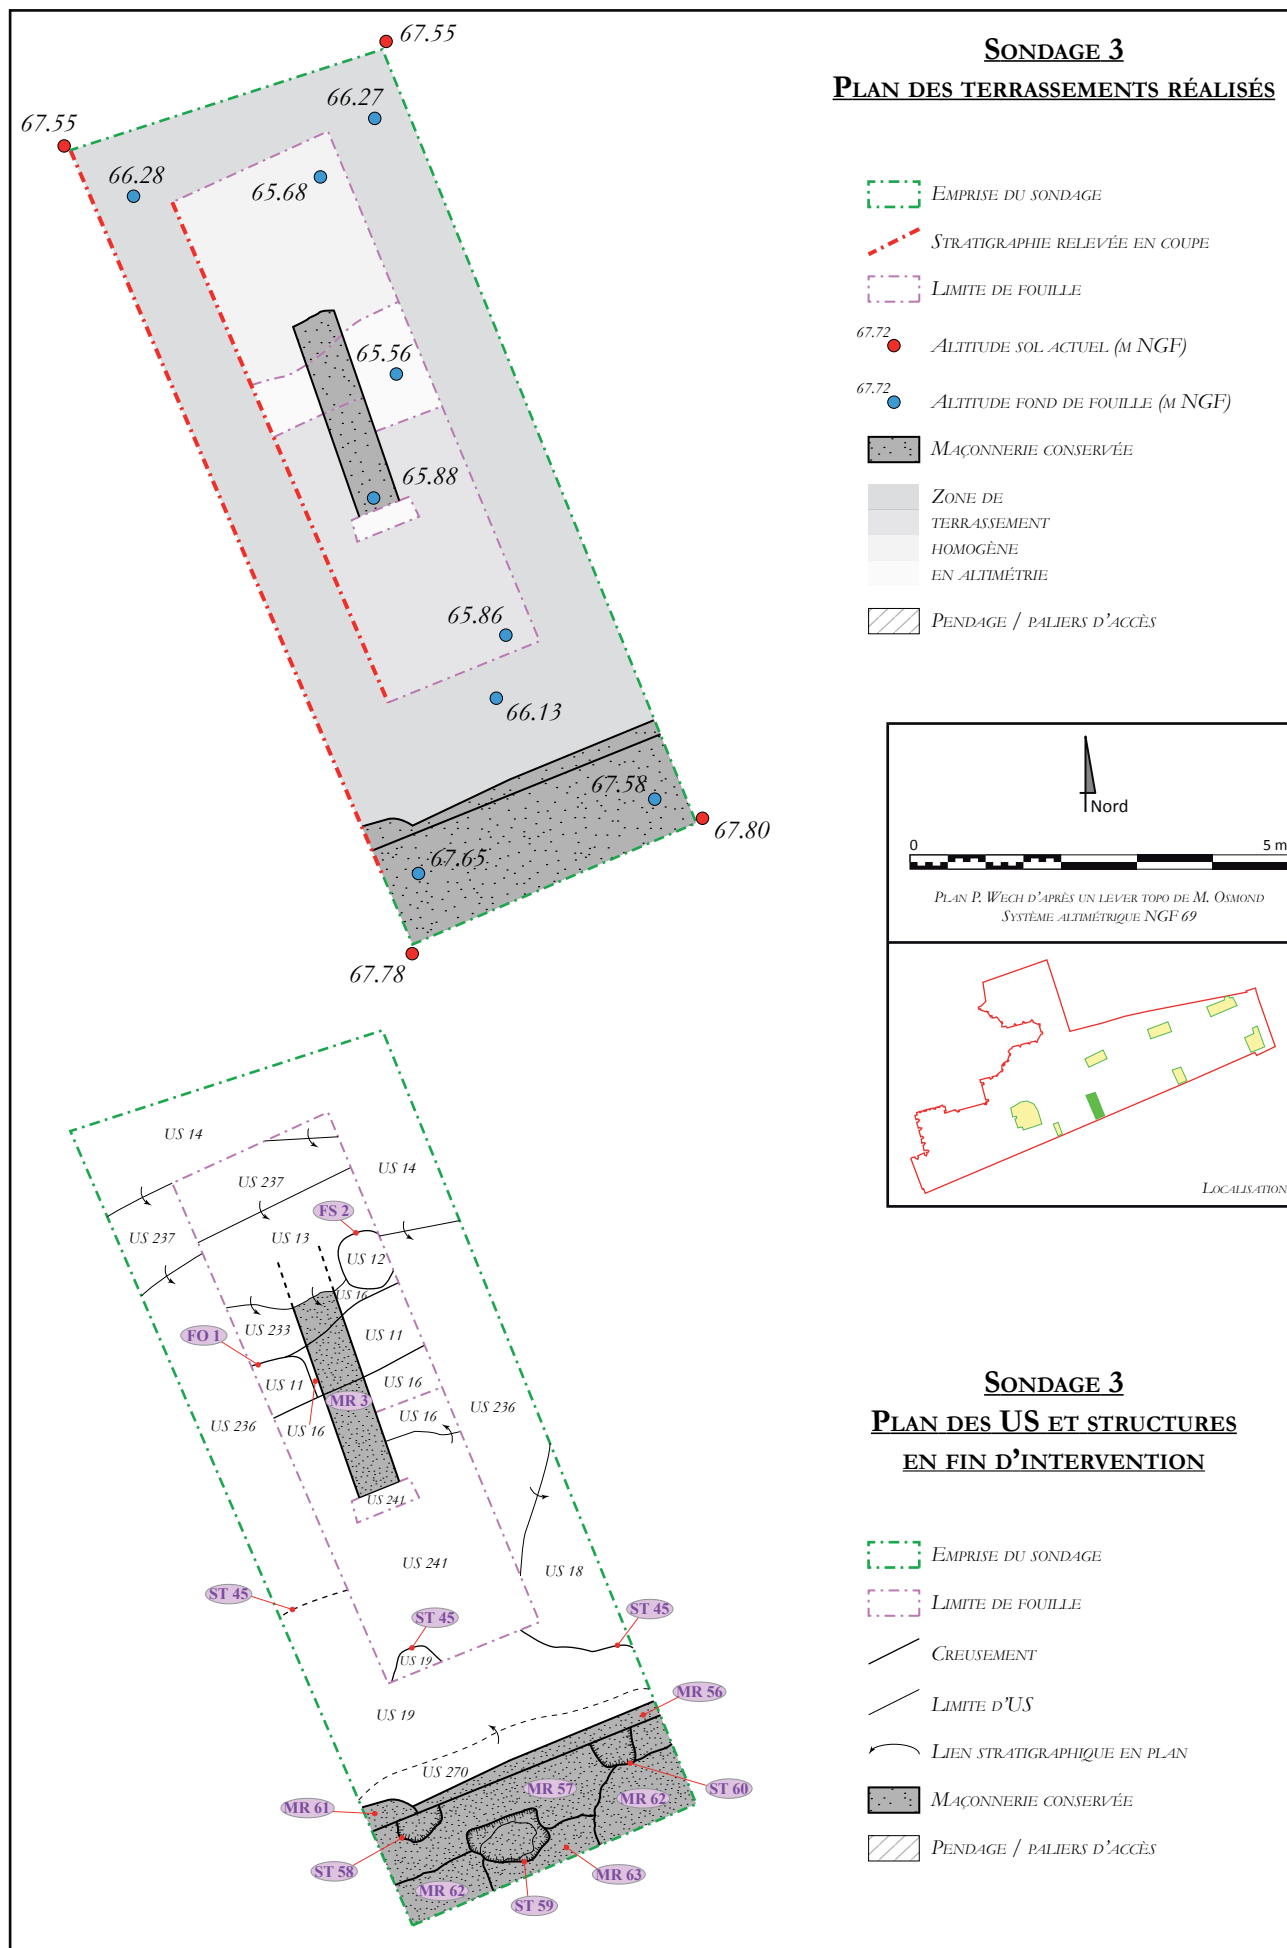 SONDAGE 3
PLAN DES TERRASSEMENTS RÉALISÉS
67.55
66.27
67.55
66.28
65.68
65.56
65.88
65.86
66.13
67.58
67.80
67.65
67.78
EMPRISE DU SONDAGE
STRATIGRAPHIE RELEVÉE EN COUPE
LIMITE DE FOUILLE
67.72
ALTITUDE SOL ACTUEL (M NGF)
67.72
ALTITUDE FOND DE FOUILLE (M NGF)
MAÇONNERIE CONSERVÉE
ZONE DE
TERRASSEMENT
HOMOGÈNE
EN ALTIMÉTRIE
PENDAGE / PALIERS D'ACCÈS
Nord
0 5 m
PLAN P. WECH D'APRÈS UN LEVER TOPO DE M. OSMOND
SYSTÈME ALTIMÉTRIQUE NGF 69
LOCALISATION
US 14
US 14
US 237
FS 2
US 237
US 13
US 12
US 16
FO 1
US 233
US 11
US 11
US 16
MR 3
US 236
US 16
US 16
US 236
US 241
US 241
US 18
ST 45
ST 45
ST 45
US 19
US 19
MR 56
US 270
MR 57
ST 60
MR 62
MR 61
ST 58
MR 62
MR 63
ST 59
SONDAGE 3
PLAN DES US ET STRUCTURES
EN FIN D'INTERVENTION
EMPRISE DU SONDAGE
LIMITE DE FOUILLE
CREUSEMENT
LIMITE D'US
LIEN STRATIGRAPHIQUE EN PLAN
MAÇONNERIE CONSERVÉE
PENDAGE / PALIERS D'ACCÈS